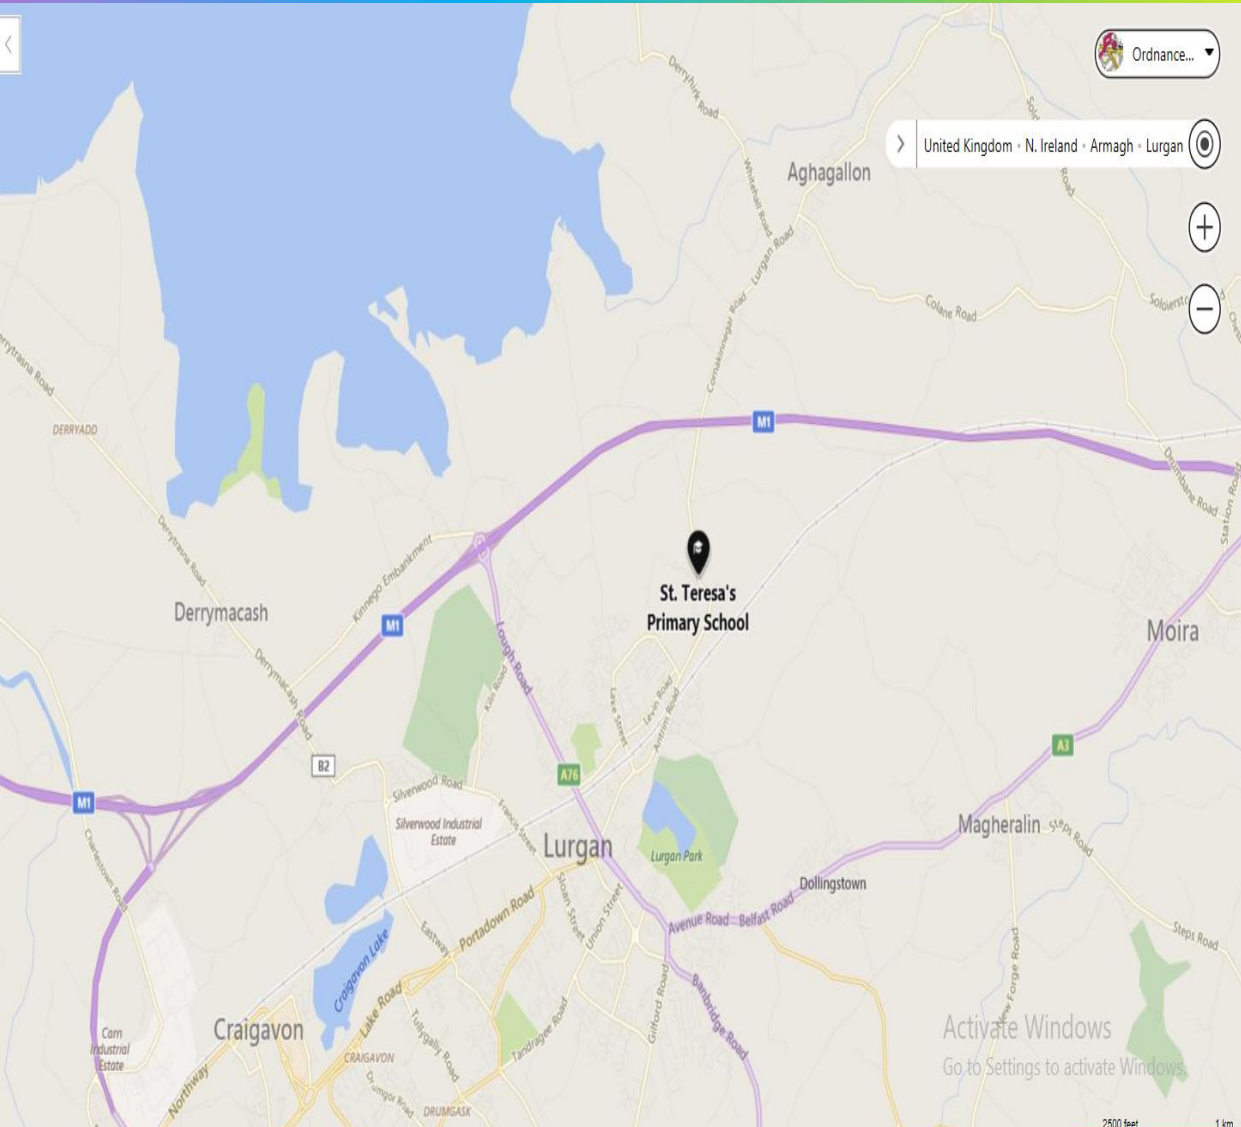 Ordnance...
Derryhirk Road
United Kingdom • N. Ireland • Armagh • Lurgan
Road
Aghagallon
Whitehall Road
Lurgan Road
Colane Road
Cornakinnegar Road
DERRYADD
M1
Drumbane Road
Station Road
Derrytrasna Road
Kinnego Embankment
St. Teresa's
Primary School
Derrymacash
M1
Moira
Lough Road
Derrymacash Road
Kiln Road
Lake Street
Levin Road
Antrim Road
A3
B2
A76
M1
Silverwood Road
Silverwood Industrial
Estate
Francis Street
Magheralin
Steps Road
Lurgan
Lurgan Park
Charlestown Road
Dollingstown
Sloan Street
Union Street
Portadown Road
Avenue Road
Belfast Road
Eastway
Steps Road
Craigavon Lake
New Forge Road
Gilford Road
Banbridge Road
Lake Road
Tandragee Road
Tullygally Road
Carn
Industrial
Estate
Craigavon
CRAIGAVON
Northway
Drumgor Road
DRUMGASK
Activate Windows
Go to Settings to activate Windows.
2500 feet
1 km